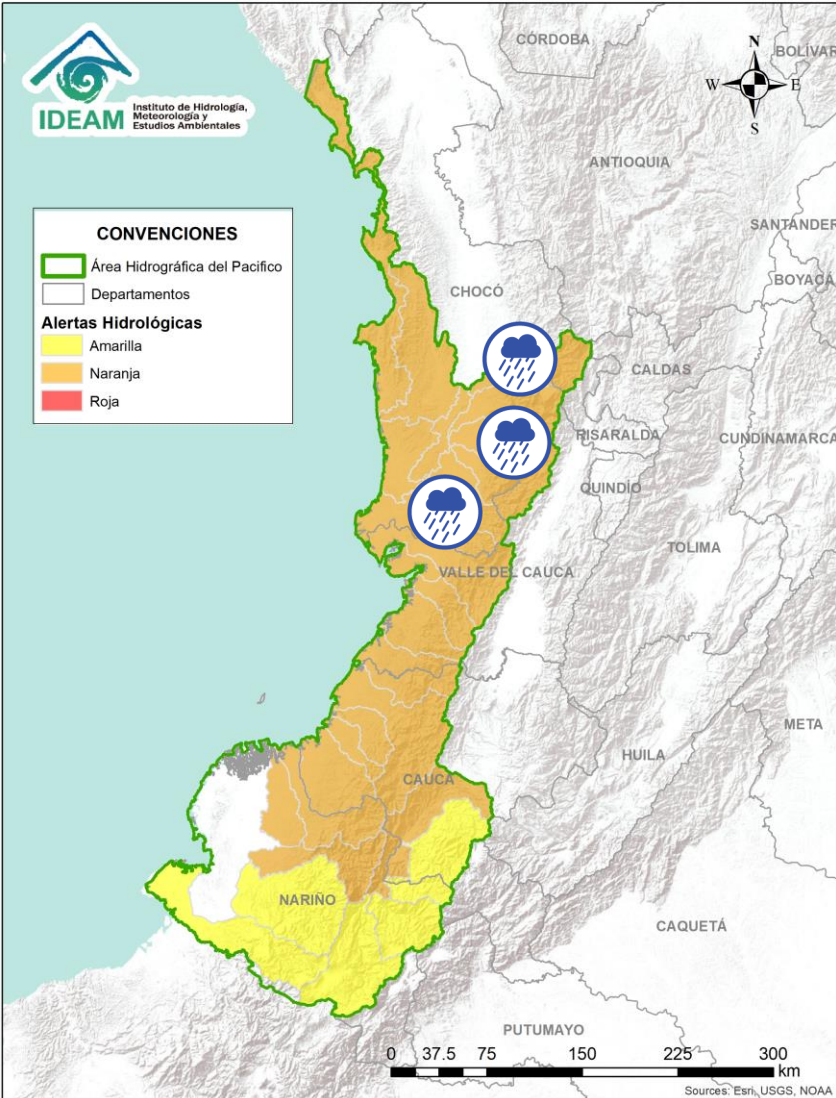 IDEAM
Instituto de Hidrología,
Meteorología y
Estudios Ambientales
CÓRDOBA
N
BOLÍVAR
W
E
S
ANTIOQUIA
SANTANDER
CONVENCIONES
Área Hidrográfica del Pacifico
Departamentos
Alertas Hidrológicas
Amarilla
Naranja
Roja
BOYACÁ
CHOCÓ
CALDAS
RISARALDA
CUNDINAMARCA
QUINDÍO
TOLIMA
VALLE DEL CAUCA
META
HUILA
CAUCA
NARIÑO
CAQUETÁ
PUTUMAYO
0 37.5 75 150 225 300
km
Sources: Esri, USGS, NOAA